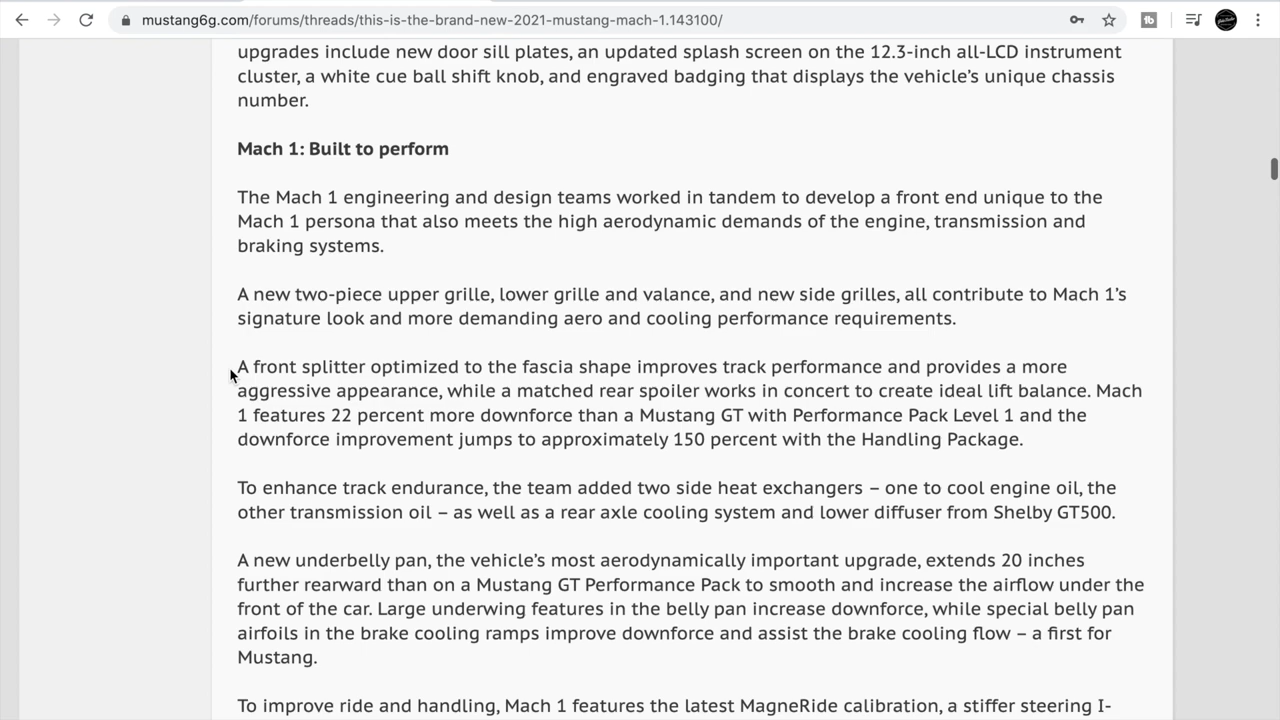 mustang6g.com/forums/threads/this-is-the-brand-new-2021-mustang-mach-1.143100/
tb
upgrades include new door sill plates, an updated splash screen on the 12.3-inch all-LCD instrument
cluster, a white cue ball shift knob, and engraved badging that displays the vehicle’s unique chassis
number.
Mach 1: Built to perform
The Mach 1 engineering and design teams worked in tandem to develop a front end unique to the
Mach 1 persona that also meets the high aerodynamic demands of the engine, transmission and
braking systems.
A new two-piece upper grille, lower grille and valance, and new side grilles, all contribute to Mach 1’s
signature look and more demanding aero and cooling performance requirements.
A front splitter optimized to the fascia shape improves track performance and provides a more
aggressive appearance, while a matched rear spoiler works in concert to create ideal lift balance. Mach
1 features 22 percent more downforce than a Mustang GT with Performance Pack Level 1 and the
downforce improvement jumps to approximately 150 percent with the Handling Package.
To enhance track endurance, the team added two side heat exchangers – one to cool engine oil, the
other transmission oil – as well as a rear axle cooling system and lower diffuser from Shelby GT500.
A new underbelly pan, the vehicle’s most aerodynamically important upgrade, extends 20 inches
further rearward than on a Mustang GT Performance Pack to smooth and increase the airflow under the
front of the car. Large underwing features in the belly pan increase downforce, while special belly pan
airfoils in the brake cooling ramps improve downforce and assist the brake cooling flow – a first for
Mustang.
To improve ride and handling, Mach 1 features the latest MagneRide calibration, a stiffer steering I-